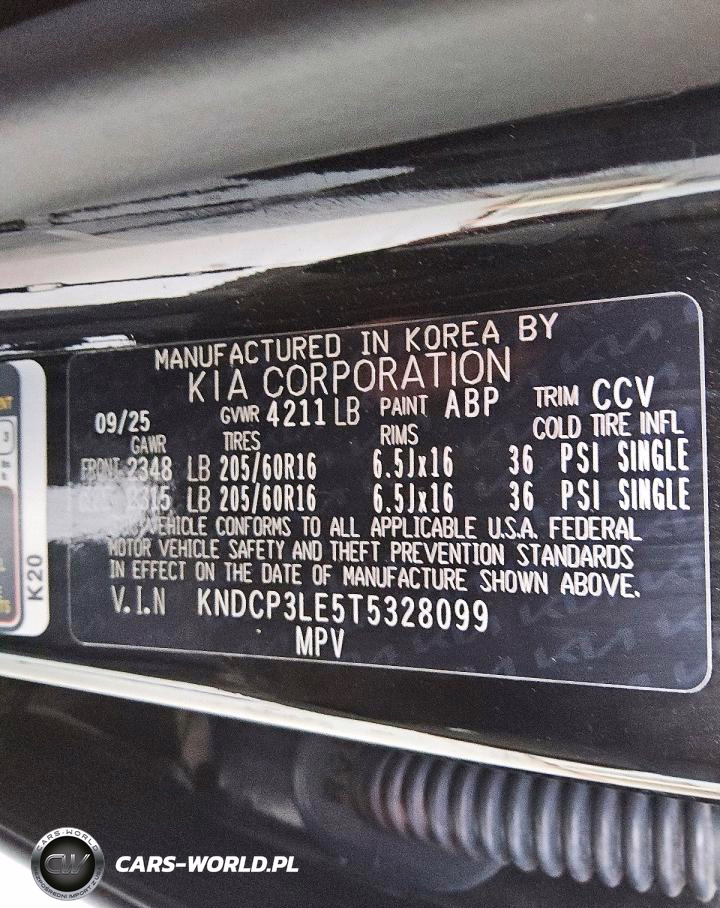 MANUFACTURED IN KOREA BY
KIA CORPORATION
09/25 GVWR 4211 LB PAINT ABP TRIM CCV
GAWR TIRES RIMS COLD TIRE INFL
FRONT 2348 LB 205/60R16 6.5Jx16 36 PSI SINGLE
2315 LB 205/60R16 6.5Jx16 36 PSI SINGLE
VEHICLE CONFORMS TO ALL APPLICABLE U.S.A. FEDERAL
MOTOR VEHICLE SAFETY AND THEFT PREVENTION STANDARDS
IN EFFECT ON THE DATE OF MANUFACTURE SHOWN ABOVE.
V.I.N KNDCP3LE5T5328099
MPV
K20
CARS-WORLD
CW
CARS-WORLD.PL